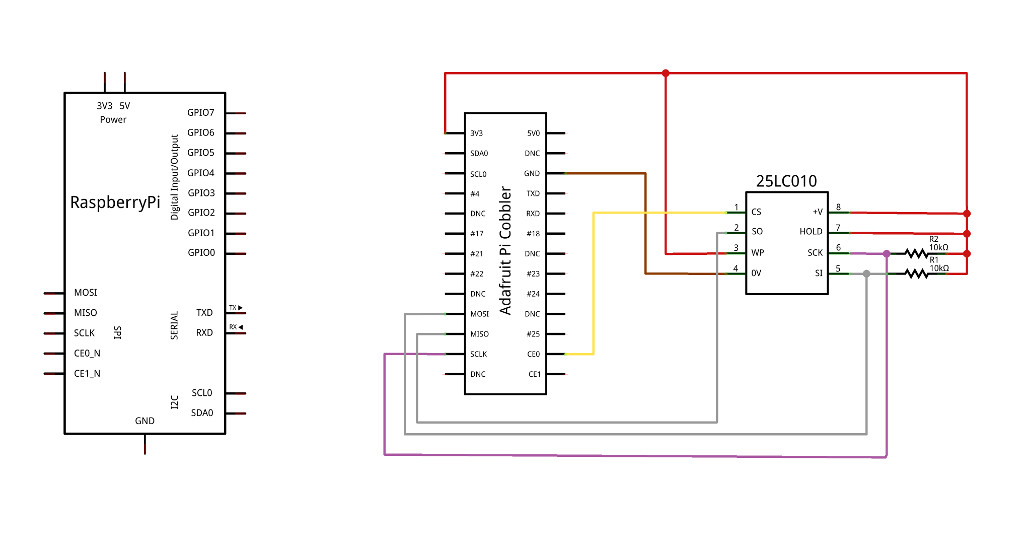 3V3 5V
Power
RaspberryPi
Digital Input/Output
GPIO7
GPIO6
GPIO5
GPIO4
GPIO3
GPIO2
GPIO1
GPIO0
MOSI
MISO
SCLK
CE0_N
CE1_N
SPI
SERIAL
TXD
TX
RXD
RX
I2C
SCL0
SDA0
GND
Adafruit Pi Cobbler
3V3
SDA0
SCL0
#4
DNC
#17
#21
#22
DNC
MOSI
MISO
SCLK
DNC
5V0
DNC
GND
TXD
RXD
#18
DNC
#23
#24
DNC
#25
CE0
CE1
25LC010
1 CS
2 SO
3 WP
4 0V
+V 8
HOLD 7
SCK 6
SI 5
R2
10kΩ
R1
10kΩ